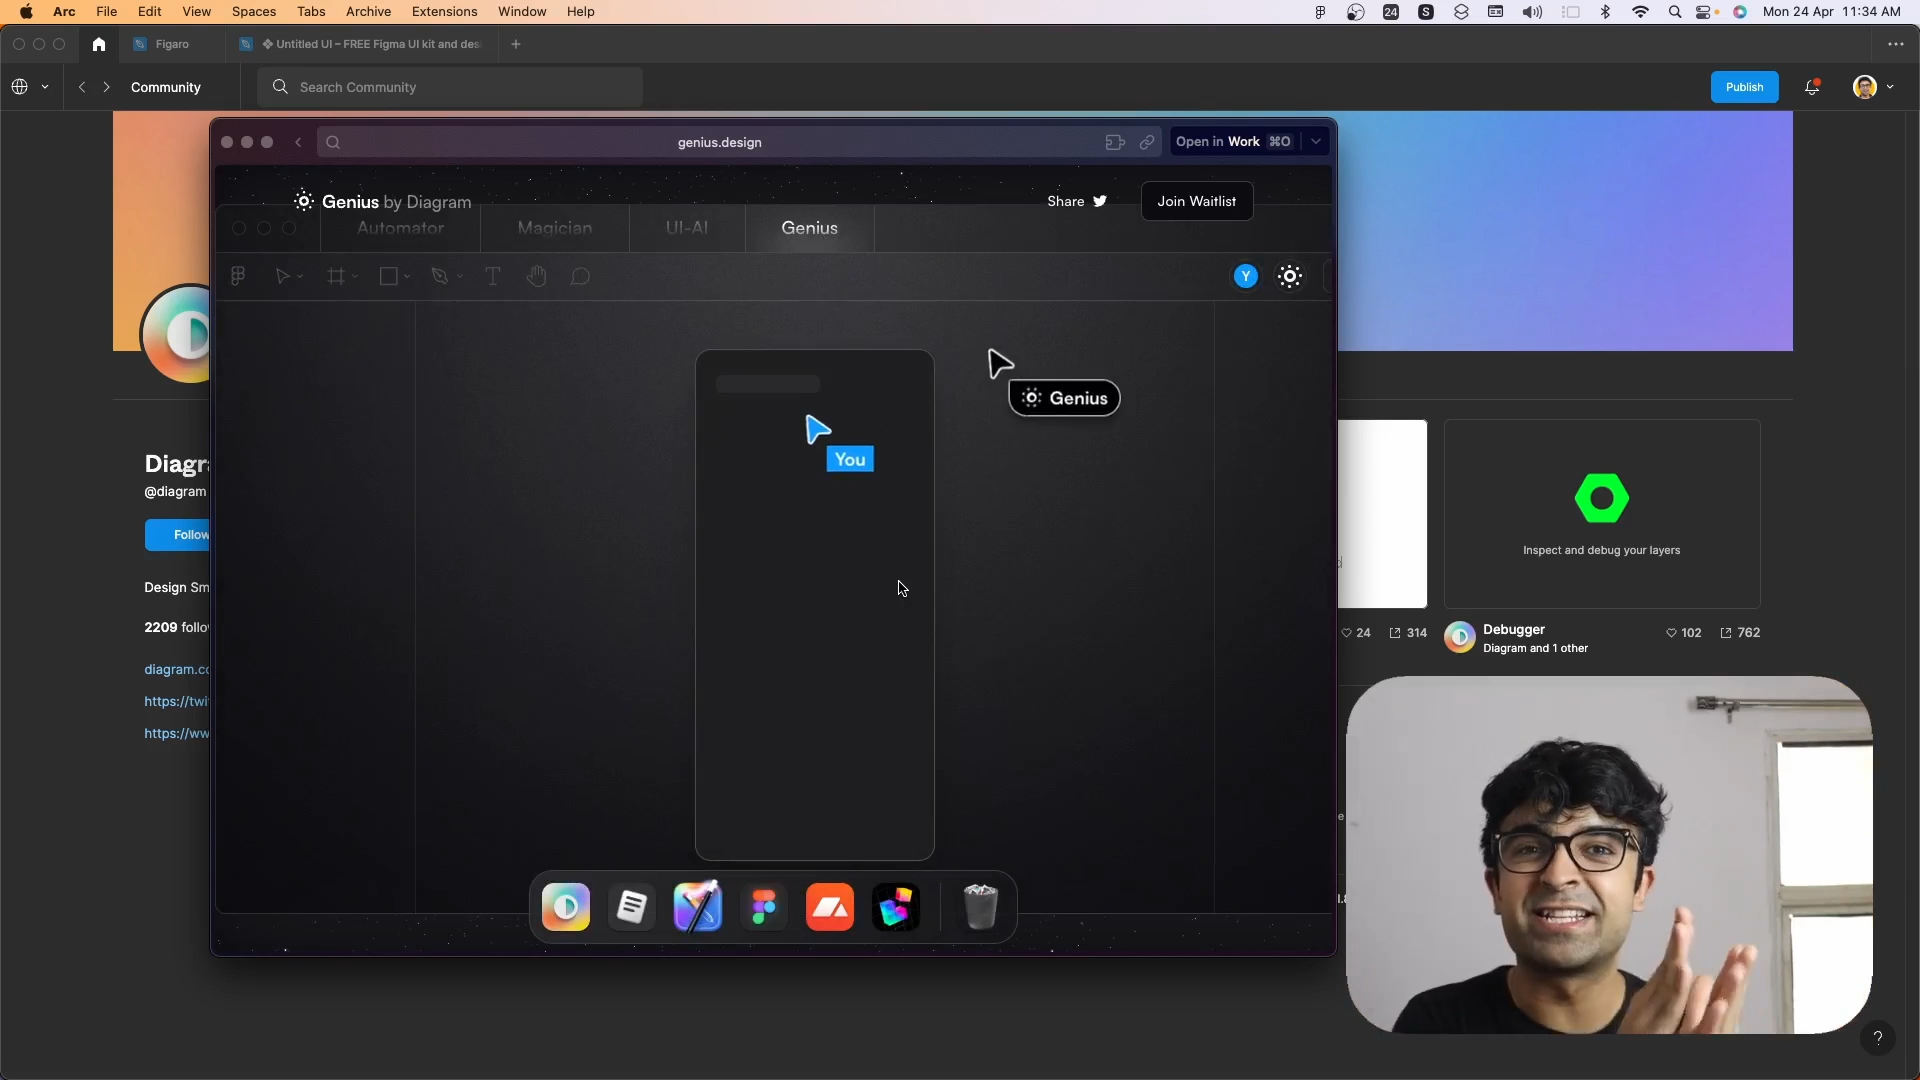 Arc File Edit View Spaces Tabs Archive Extensions Window Help
24 S Mon 24 Apr 11:34 AM
Figaro
❖ Untitled UI – FREE Figma UI kit and des
Community
Search Community
Publish
genius.design
Open in Work ⌘O
Genius by Diagram
Share
Join Waitlist
Automator
Magician
UI-AI
Genius
Y
Genius
You
Diagra
@diagram
Follow
Design Sm
2209 follo
diagram.co
https://twi
https://ww
Inspect and debug your layers
24 314
Debugger
Diagram and 1 other
102 762
?